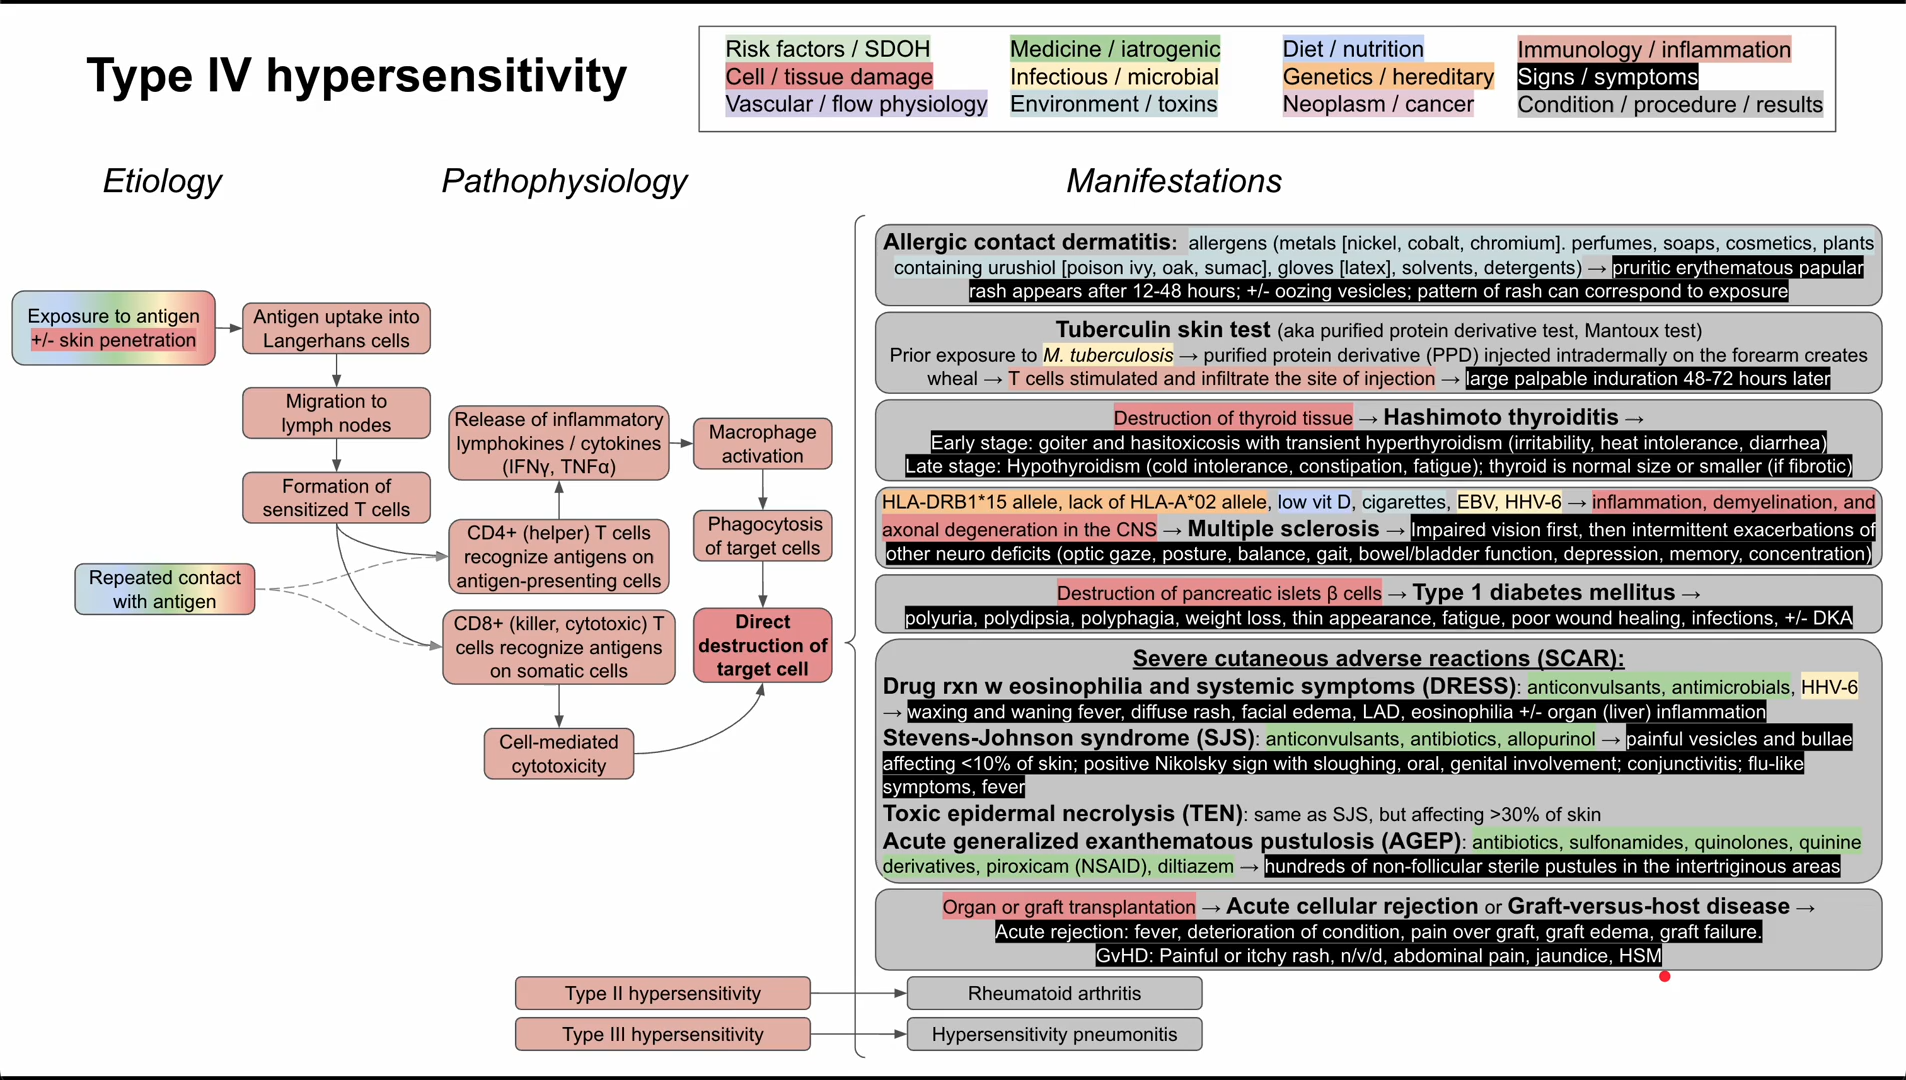 Type IV hypersensitivity
Risk factors / SDOH
Cell / tissue damage
Vascular / flow physiology
Medicine / iatrogenic
Infectious / microbial
Environment / toxins
Diet / nutrition
Genetics / hereditary
Neoplasm / cancer
Immunology / inflammation
Signs / symptoms
Condition / procedure / results
Etiology
Pathophysiology
Manifestations
Exposure to antigen
+/- skin penetration
Antigen uptake into
Langerhans cells
Migration to
lymph nodes
Formation of
sensitized T cells
Repeated contact
with antigen
Release of inflammatory
lymphokines / cytokines
(IFNγ, TNFα)
CD4+ (helper) T cells
recognize antigens on
antigen-presenting cells
CD8+ (killer, cytotoxic) T
cells recognize antigens
on somatic cells
Cell-mediated
cytotoxicity
Macrophage
activation
Phagocytosis
of target cells
Direct
destruction of
target cell
Allergic contact dermatitis: allergens (metals [nickel, cobalt, chromium]. perfumes, soaps, cosmetics, plants
containing urushiol [poison ivy, oak, sumac], gloves [latex], solvents, detergents) → pruritic erythematous papular
rash appears after 12-48 hours; +/- oozing vesicles; pattern of rash can correspond to exposure
Tuberculin skin test (aka purified protein derivative test, Mantoux test)
Prior exposure to M. tuberculosis → purified protein derivative (PPD) injected intradermally on the forearm creates
wheal → T cells stimulated and infiltrate the site of injection → large palpable induration 48-72 hours later
Destruction of thyroid tissue → Hashimoto thyroiditis →
Early stage: goiter and hasitoxicosis with transient hyperthyroidism (irritability, heat intolerance, diarrhea)
Late stage: Hypothyroidism (cold intolerance, constipation, fatigue); thyroid is normal size or smaller (if fibrotic)
HLA-DRB1*15 allele, lack of HLA-A*02 allele, low vit D, cigarettes, EBV, HHV-6 → inflammation, demyelination, and
axonal degeneration in the CNS → Multiple sclerosis → Impaired vision first, then intermittent exacerbations of
other neuro deficits (optic gaze, posture, balance, gait, bowel/bladder function, depression, memory, concentration)
Destruction of pancreatic islets β cells → Type 1 diabetes mellitus →
polyuria, polydipsia, polyphagia, weight loss, thin appearance, fatigue, poor wound healing, infections, +/- DKA
Severe cutaneous adverse reactions (SCAR):
Drug rxn w eosinophilia and systemic symptoms (DRESS): anticonvulsants, antimicrobials, HHV-6
→ waxing and waning fever, diffuse rash, facial edema, LAD, eosinophilia +/- organ (liver) inflammation
Stevens-Johnson syndrome (SJS): anticonvulsants, antibiotics, allopurinol → painful vesicles and bullae
affecting <10% of skin; positive Nikolsky sign with sloughing, oral, genital involvement; conjunctivitis; flu-like
symptoms, fever
Toxic epidermal necrolysis (TEN): same as SJS, but affecting >30% of skin
Acute generalized exanthematous pustulosis (AGEP): antibiotics, sulfonamides, quinolones, quinine
derivatives, piroxicam (NSAID), diltiazem → hundreds of non-follicular sterile pustules in the intertriginous areas
Organ or graft transplantation → Acute cellular rejection or Graft-versus-host disease →
Acute rejection: fever, deterioration of condition, pain over graft, graft edema, graft failure.
GvHD: Painful or itchy rash, n/v/d, abdominal pain, jaundice, HSM
Type II hypersensitivity
Rheumatoid arthritis
Type III hypersensitivity
Hypersensitivity pneumonitis